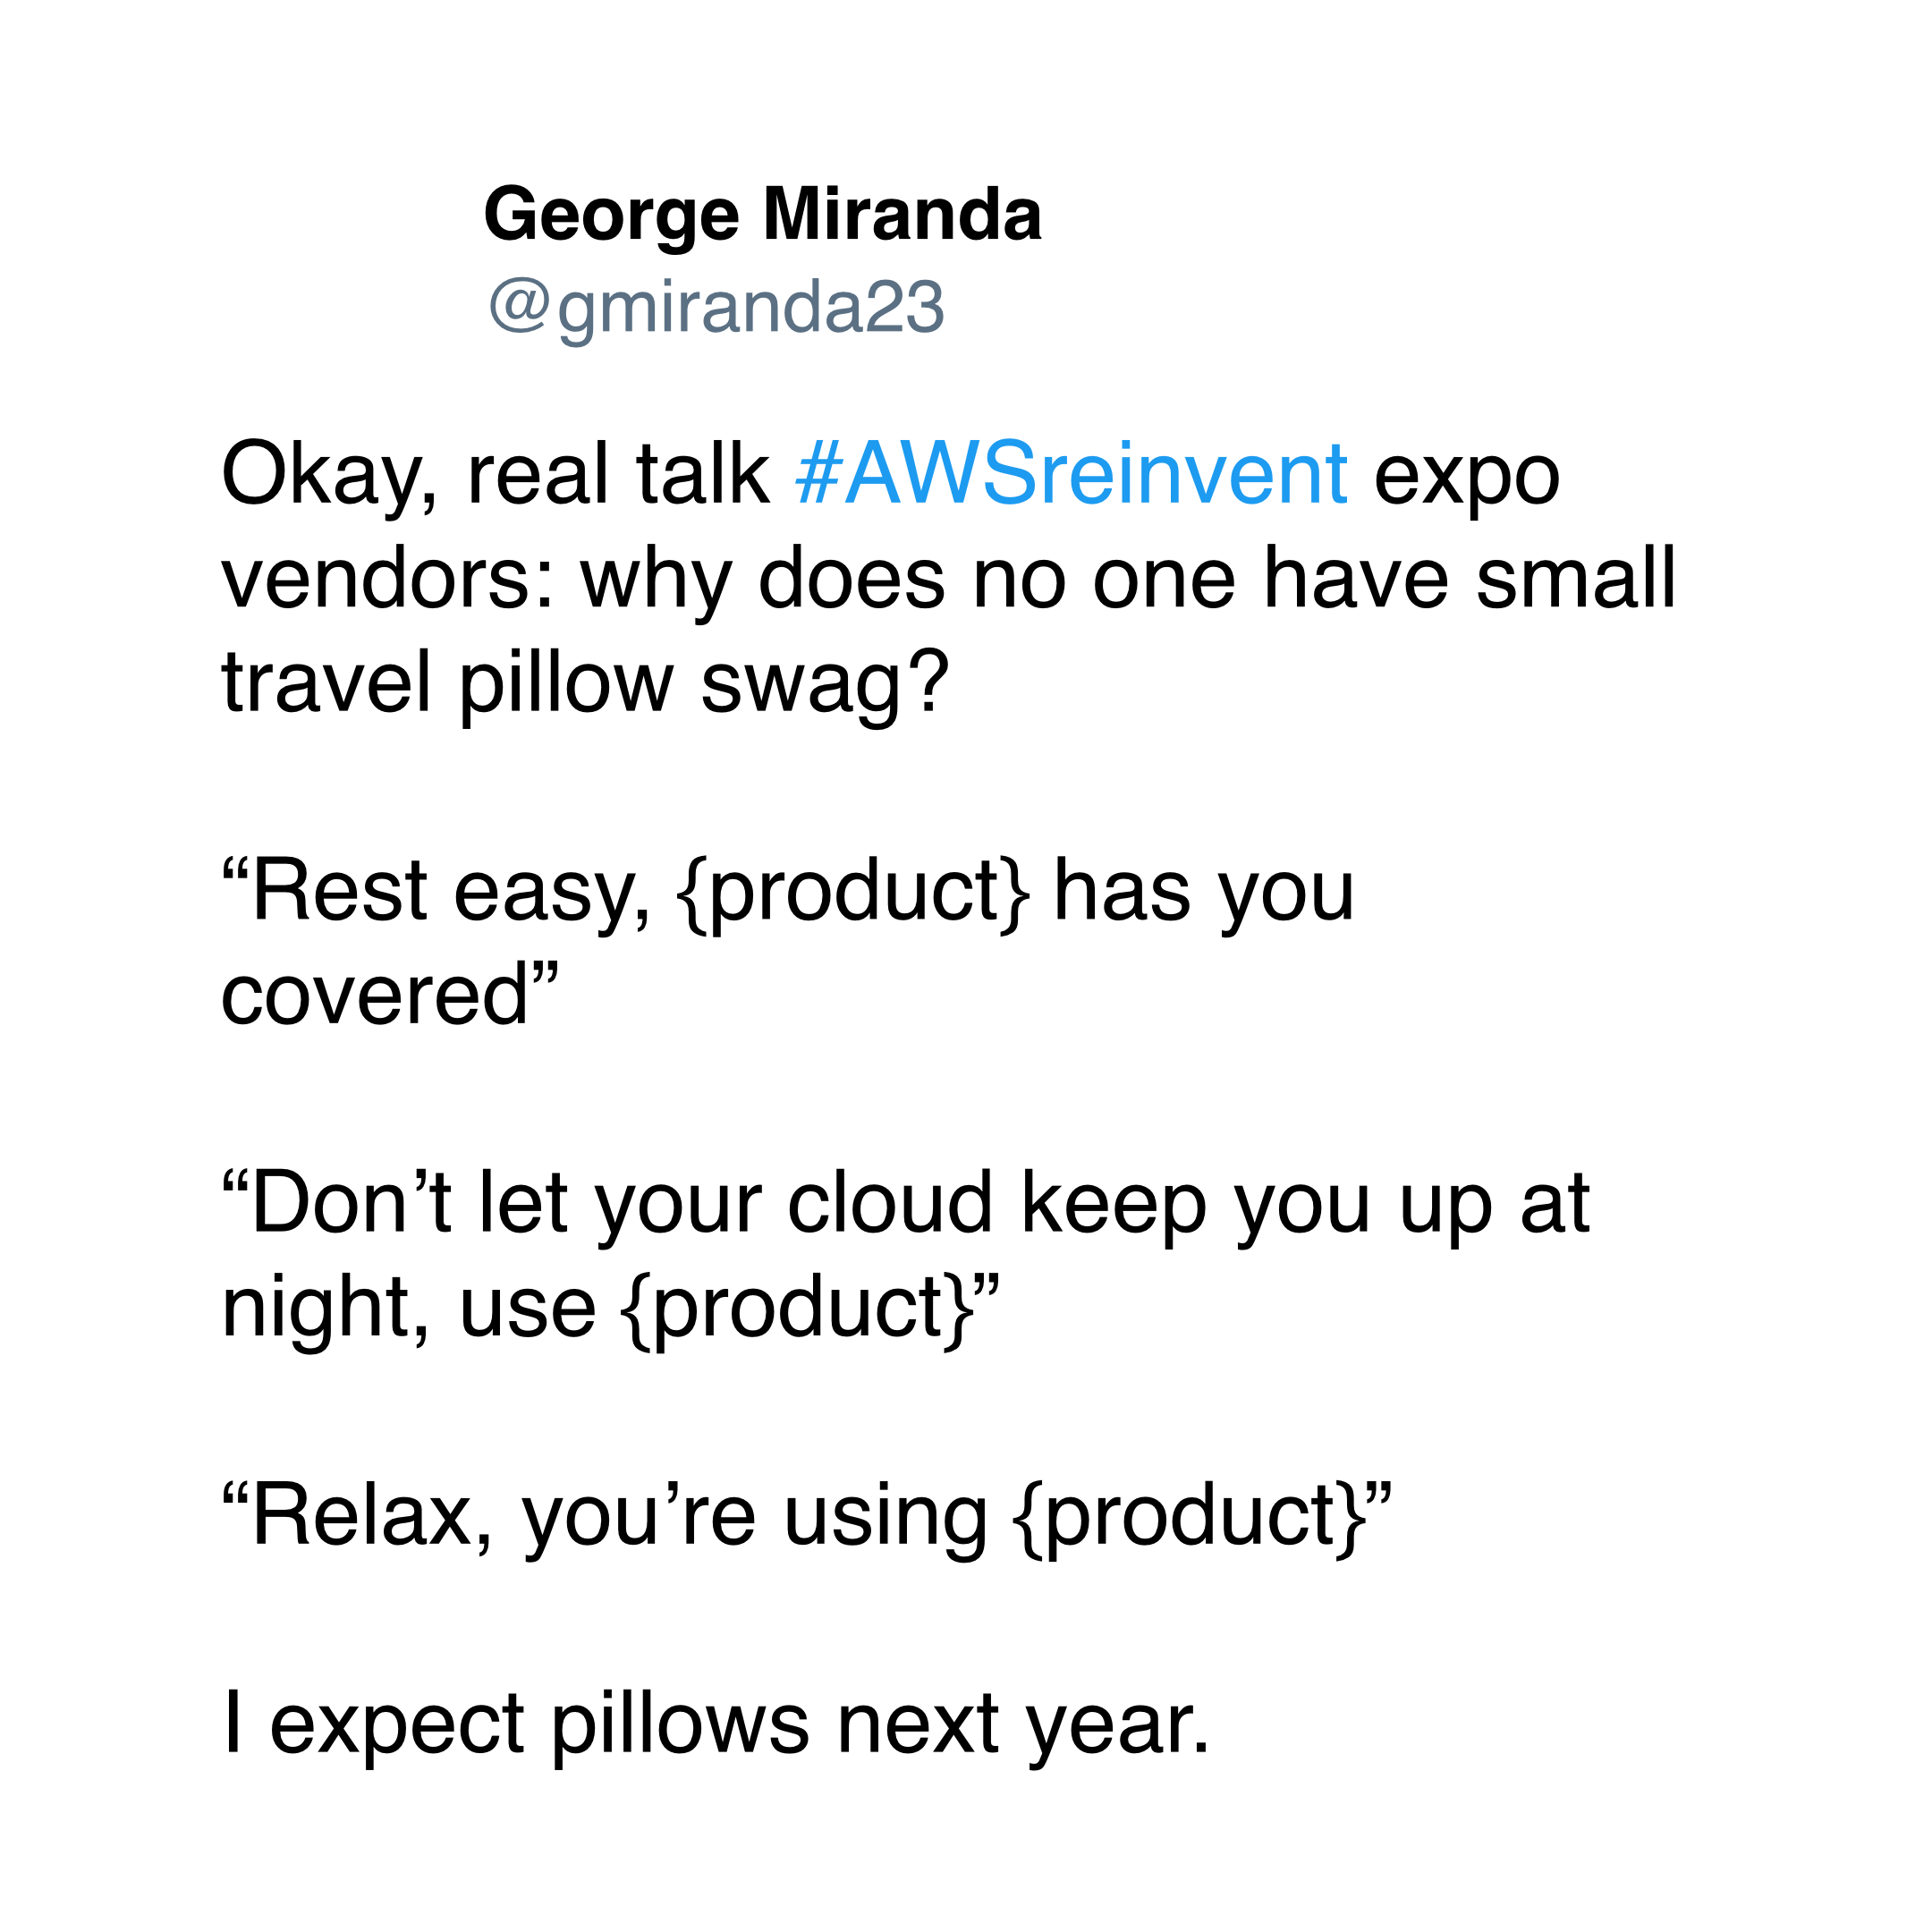 George Miranda
@gmiranda23
Okay, real talk #AWSreinvent expo
vendors: why does no one have small
travel pillow swag?
“Rest easy, {product} has you
covered”
“Don’t let your cloud keep you up at
night, use {product}”
“Relax, you’re using {product}”
I expect pillows next year.